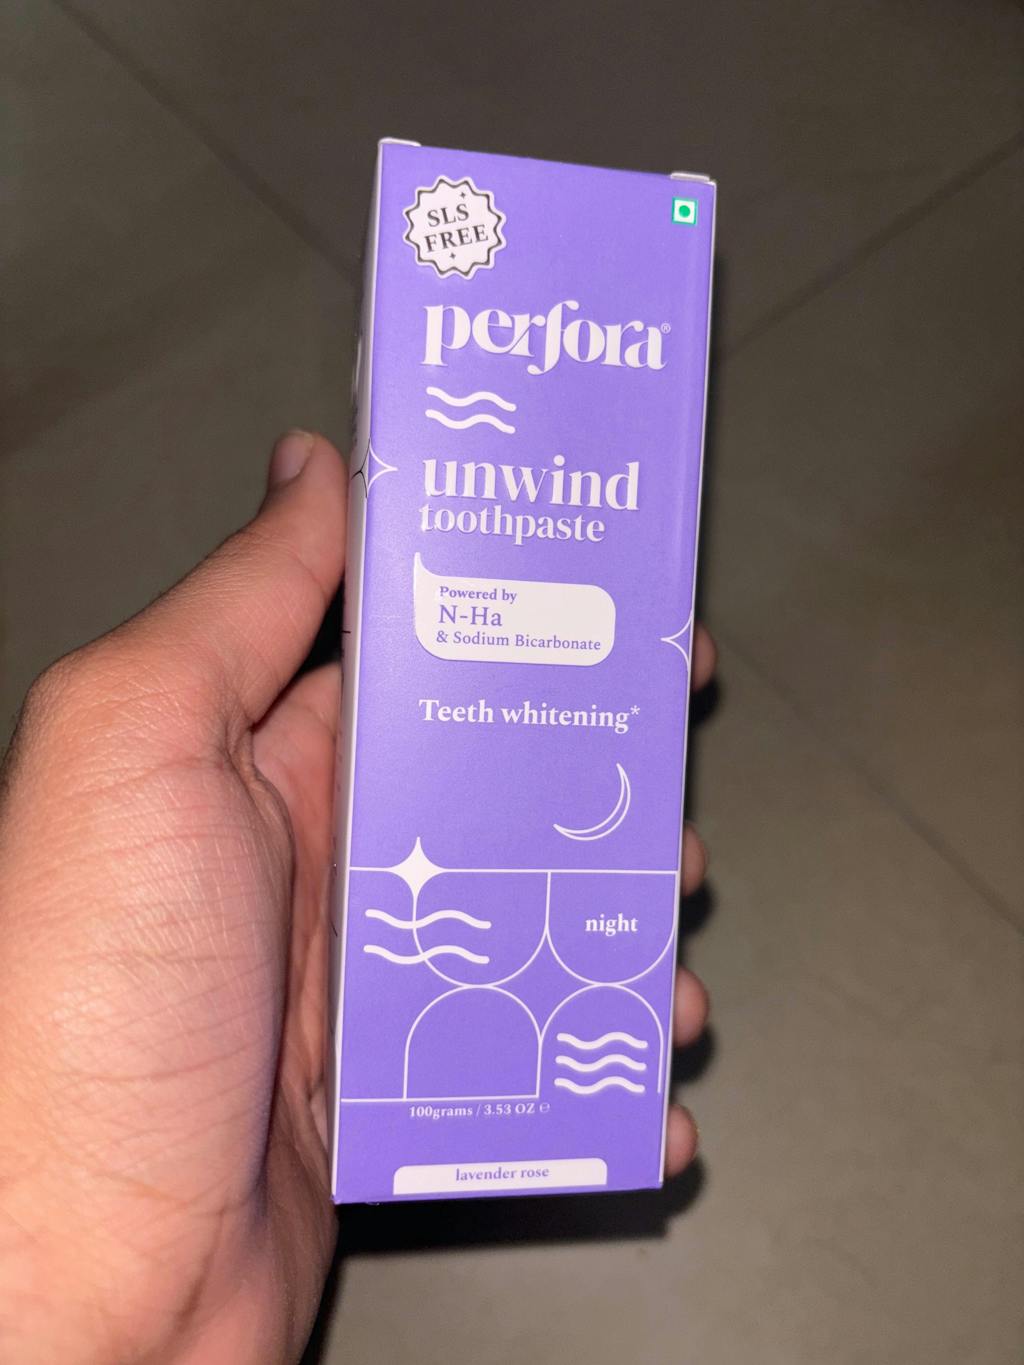 SLS
FREE
perfora®
unwind
toothpaste
Powered by
N-Ha
& Sodium Bicarbonate
Teeth whitening*
night
100grams / 3.53 OZ ℮
lavender rose